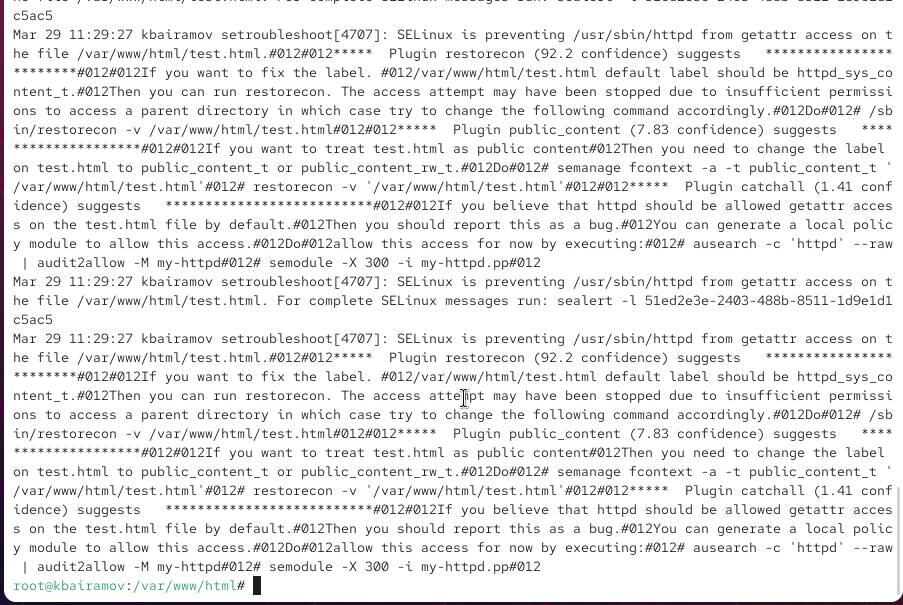 c5ac5
Mar 29 11:29:27 kbairamov setroubleshoot[4707]: SELinux is preventing /usr/sbin/httpd from getattr access on t
he file /var/www/html/test.html.#012#012*****  Plugin restorecon (92.2 confidence) suggests   ****************
********#012#012If you want to fix the label. #012/var/www/html/test.html default label should be httpd_sys_co
ntent_t.#012Then you can run restorecon. The access attempt may have been stopped due to insufficient permissi
ons to access a parent directory in which case try to change the following command accordingly.#012Do#012# /sb
in/restorecon -v /var/www/html/test.html#012#012*****  Plugin public_content (7.83 confidence) suggests   ****
****************#012#012If you want to treat test.html as public content#012Then you need to change the label 
on test.html to public_content_t or public_content_rw_t.#012Do#012# semanage fcontext -a -t public_content_t '
/var/www/html/test.html'#012# restorecon -v '/var/www/html/test.html'#012#012*****  Plugin catchall (1.41 conf
idence) suggests   **************************#012#012If you believe that httpd should be allowed getattr acces
s on the test.html file by default.#012Then you should report this as a bug.#012You can generate a local polic
y module to allow this access.#012Do#012allow this access for now by executing:#012# ausearch -c 'httpd' --raw
 | audit2allow -M my-httpd#012# semodule -X 300 -i my-httpd.pp#012
Mar 29 11:29:27 kbairamov setroubleshoot[4707]: SELinux is preventing /usr/sbin/httpd from getattr access on t
he file /var/www/html/test.html. For complete SELinux messages run: sealert -l 51ed2e3e-2403-488b-8511-1d9e1d1
c5ac5
Mar 29 11:29:27 kbairamov setroubleshoot[4707]: SELinux is preventing /usr/sbin/httpd from getattr access on t
he file /var/www/html/test.html.#012#012*****  Plugin restorecon (92.2 confidence) suggests   ****************
********#012#012If you want to fix the label. #012/var/www/html/test.html default label should be httpd_sys_co
ntent_t.#012Then you can run restorecon. The access attempt may have been stopped due to insufficient permissi
ons to access a parent directory in which case try to change the following command accordingly.#012Do#012# /sb
in/restorecon -v /var/www/html/test.html#012#012*****  Plugin public_content (7.83 confidence) suggests   ****
****************#012#012If you want to treat test.html as public content#012Then you need to change the label 
on test.html to public_content_t or public_content_rw_t.#012Do#012# semanage fcontext -a -t public_content_t '
/var/www/html/test.html'#012# restorecon -v '/var/www/html/test.html'#012#012*****  Plugin catchall (1.41 conf
idence) suggests   **************************#012#012If you believe that httpd should be allowed getattr acces
s on the test.html file by default.#012Then you should report this as a bug.#012You can generate a local polic
y module to allow this access.#012Do#012allow this access for now by executing:#012# ausearch -c 'httpd' --raw
 | audit2allow -M my-httpd#012# semodule -X 300 -i my-httpd.pp#012
root@kbairamov:/var/www/html#